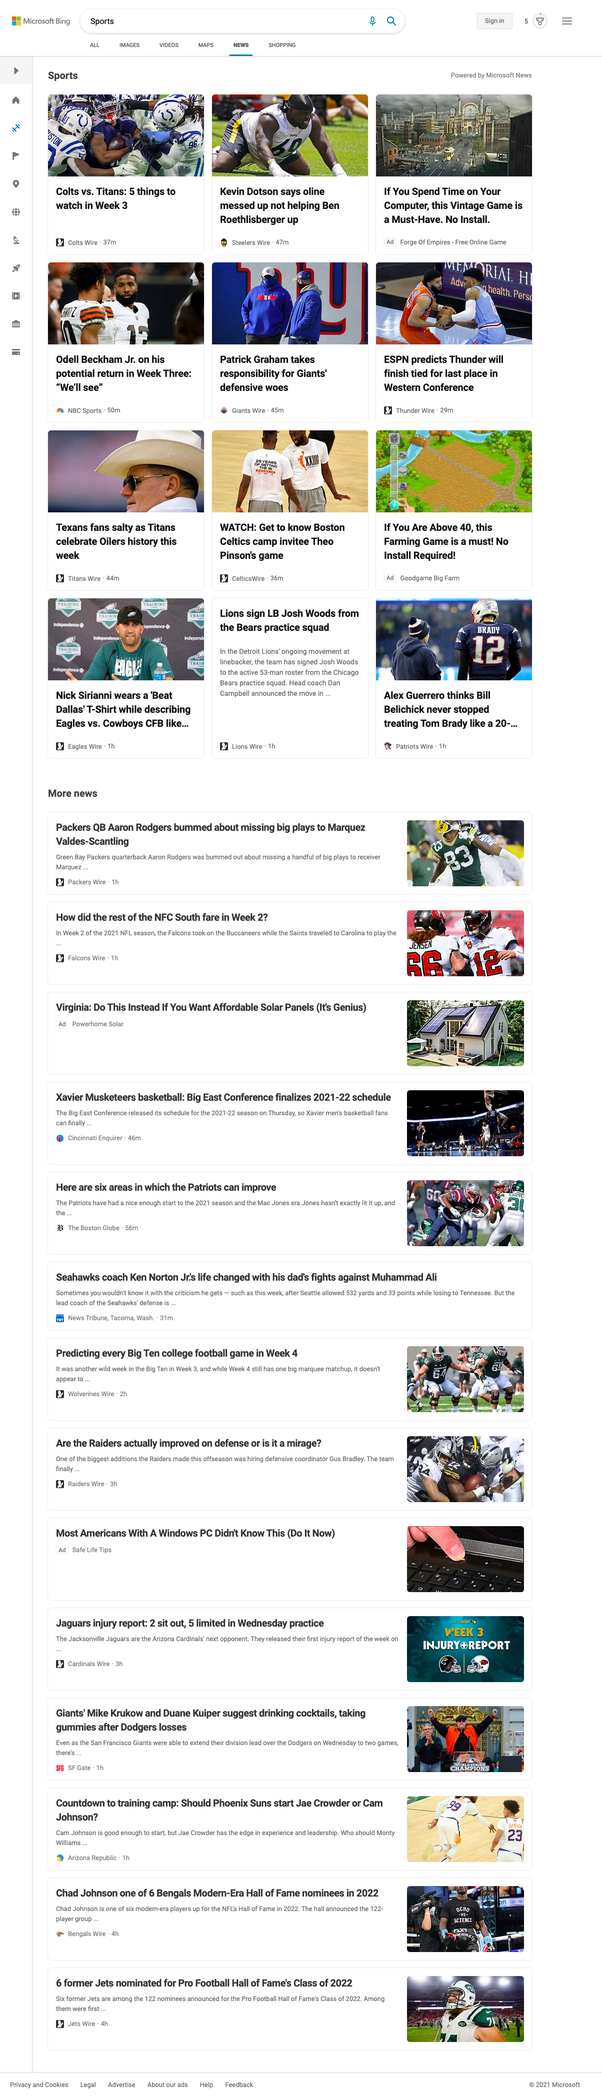 Microsoft Bing
Sports
Sign in
5
ALL
IMAGES
VIDEOS
MAPS
NEWS
SHOPPING
Sports
Powered by Microsoft News
Colts vs. Titans: 5 things to
watch in Week 3
Colts Wire · 37m
Kevin Dotson says oline
messed up not helping Ben
Roethlisberger up
Steelers Wire · 47m
If You Spend Time on Your
Computer, this Vintage Game is
a Must-Have. No Install.
Ad Forge Of Empires - Free Online Game
Odell Beckham Jr. on his
potential return in Week Three:
“We’ll see”
NBC Sports · 50m
Patrick Graham takes
responsibility for Giants'
defensive woes
Giants Wire · 45m
MEMORIAL H
ESPN predicts Thunder will
finish tied for last place in
Western Conference
Thunder Wire · 29m
Texans fans salty as Titans
celebrate Oilers history this
week
Titans Wire · 44m
WATCH: Get to know Boston
Celtics camp invitee Theo
Pinson's game
CelticsWire · 36m
If You Are Above 40, this
Farming Game is a must! No
Install Required!
Ad Goodgame Big Farm
EAGLES
Nick Sirianni wears a 'Beat
Dallas' T-Shirt while describing
Eagles vs. Cowboys CFB like...
Eagles Wire · 1h
Lions sign LB Josh Woods from
the Bears practice squad
In the Detroit Lions' ongoing movement at
linebacker, the team has signed Josh Woods
to the active 53-man roster from the Chicago
Bears practice squad. Head coach Dan
Campbell announced the move in ...
Lions Wire · 1h
BRADY
12
Alex Guerrero thinks Bill
Belichick never stopped
treating Tom Brady like a 20-...
Patriots Wire · 1h
More news
Packers QB Aaron Rodgers bummed about missing big plays to Marquez
Valdes-Scantling
Green Bay Packers quarterback Aaron Rodgers was bummed out about missing a handful of big plays to receiver
Marquez ...
Packers Wire · 1h
83
How did the rest of the NFC South fare in Week 2?
In Week 2 of the 2021 NFL season, the Falcons took on the Buccaneers while the Saints traveled to Carolina to play the
...
Falcons Wire · 1h
JENSEN
66
12
Virginia: Do This Instead If You Want Affordable Solar Panels (It's Genius)
Ad Powerhome Solar
Xavier Musketeers basketball: Big East Conference finalizes 2021-22 schedule
The Big East Conference released its schedule for the 2021-22 season on Thursday, so Xavier men's basketball fans
can finally ...
Cincinnati Enquirer · 46m
Here are six areas in which the Patriots can improve
The Patriots have had a nice enough start to the 2021 season and the Mac Jones era.Jones hasn't exactly lit it up, and
the ...
The Boston Globe · 56m
Seahawks coach Ken Norton Jr.'s life changed with his dad's fights against Muhammad Ali
Sometimes you wouldn't know it with the criticism he gets — such as this week, after Seattle allowed 532 yards and 33 points while losing to Tennessee. But the
lead coach of the Seahawks' defense is ...
News Tribune, Tacoma, Wash. · 31m
Predicting every Big Ten college football game in Week 4
It was another wild week in the Big Ten in Week 3, and while Week 4 still has one big marquee matchup, it doesn't
appear to ...
Wolverines Wire · 2h
Are the Raiders actually improved on defense or is it a mirage?
One of the biggest additions the Raiders made this offseason was hiring defensive coordinator Gus Bradley. The team
finally ...
Raiders Wire · 3h
Most Americans With A Windows PC Didn't Know This (Do It Now)
Ad Safe Life Tips
Jaguars injury report: 2 sit out, 5 limited in Wednesday practice
The Jacksonville Jaguars are the Arizona Cardinals' next opponent. They released their first injury report of the week on
...
Cardinals Wire · 3h
WEEK 3
INJURY+REPORT
Giants' Mike Krukow and Duane Kuiper suggest drinking cocktails, taking
gummies after Dodgers losses
Even as the San Francisco Giants were able to extend their division lead over the Dodgers on Wednesday to two games,
there's ...
SF Gate · 1h
CHAMPIONS
Countdown to training camp: Should Phoenix Suns start Jae Crowder or Cam
Johnson?
Cam Johnson is good enough to start, but Jae Crowder has the edge in experience and leadership. Who should Monty
Williams ...
Arizona Republic · 1h
99
23
Chad Johnson one of 6 Bengals Modern-Era Hall of Fame nominees in 2022
Chad Johnson is one of six modern-era players up for the NFL's Hall of Fame in 2022. The hall announced the 122-
player group ...
Bengals Wire · 4h
OCHO
VS
SCIENCE
6 former Jets nominated for Pro Football Hall of Fame's Class of 2022
Six former Jets are among the 122 nominees announced for the Pro Football Hall of Fame's Class of 2022. Among
them were first ...
Jets Wire · 4h
Privacy and Cookies
Legal
Advertise
About our ads
Help
Feedback
© 2021 Microsoft